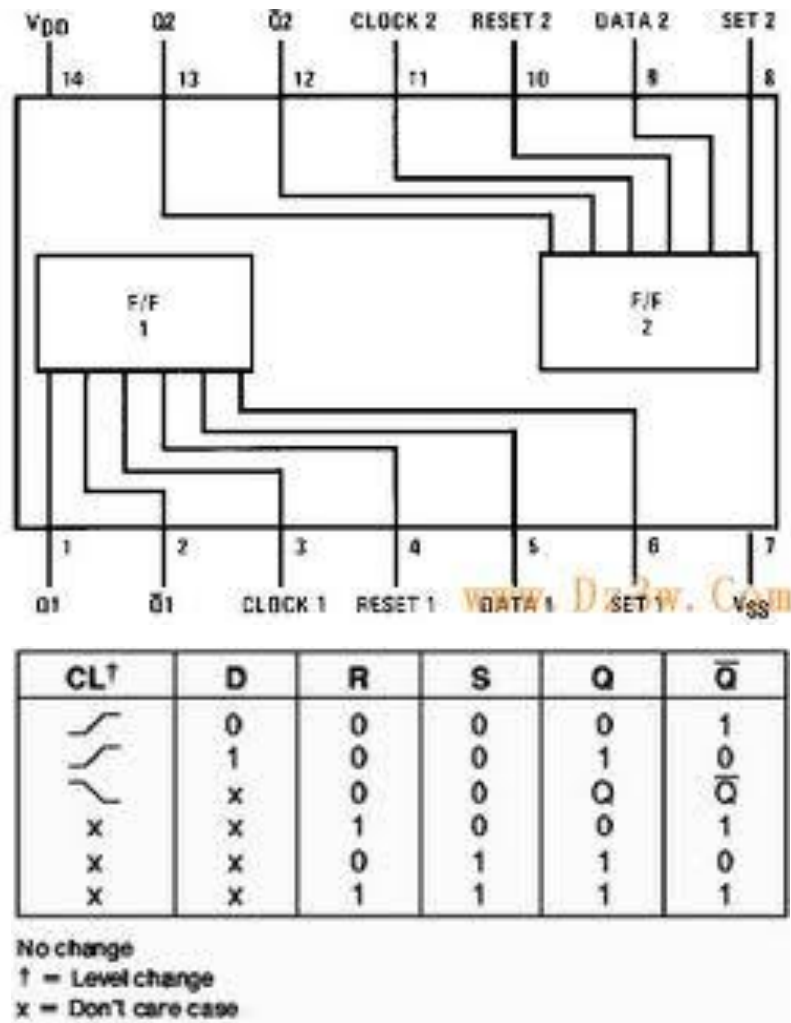 VDD Q2 Q̄2 CLOCK 2 RESET 2 DATA 2 SET 2
14 13 12 11 10 9 8
F/F
1
F/F
2
1 2 3 4 5 6 7
Q1 Q̄1 CLOCK 1 RESET 1 DATA 1 SET 1 VSS
www.Dz3w.Com
CL† D R S Q Q̄
0 0 0 0 1
1 0 0 1 0
x 0 0 Q Q̄
x x 1 0 0 1
x x 0 1 1 0
x x 1 1 1 1
No change
† = Level change
x = Don't care case